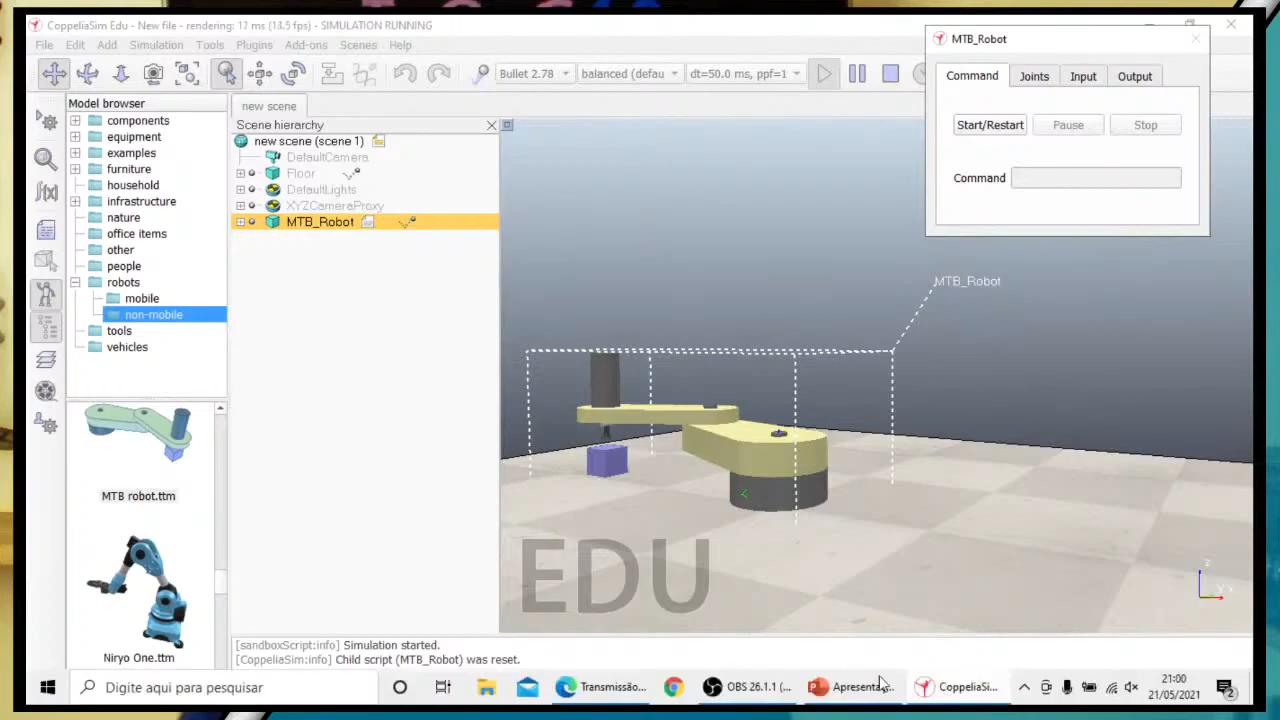 CoppeliaSim Edu - New file - rendering: 12 ms (18.5 fps) - SIMULATION RUNNING
File Edit Add Simulation Tools Plugins Add-ons Scenes Help
Bullet 2.78 balanced (defau dt=50.0 ms, ppf=1
Model browser
components
equipment
examples
furniture
household
infrastructure
nature
office items
other
people
robots
mobile
non-mobile
tools
vehicles
MTB robot.ttm
Niryo One.ttm
new scene
Scene hierarchy
new scene (scene 1)
DefaultCamera
Floor
DefaultLights
XYZCameraProxy
MTB_Robot
f(x)
MTB_Robot
Command Joints Input Output
Start/Restart Pause Stop
Command
MTB_Robot
EDU
z
[sandboxScript:info] Simulation started.
[CoppeliaSim:info] Child script (MTB_Robot) was reset.
Digite aqui para pesquisar
Transmissão...
OBS 26.1.1 (...
Apresenta...
CoppeliaSi...
21:00
21/05/2021
2